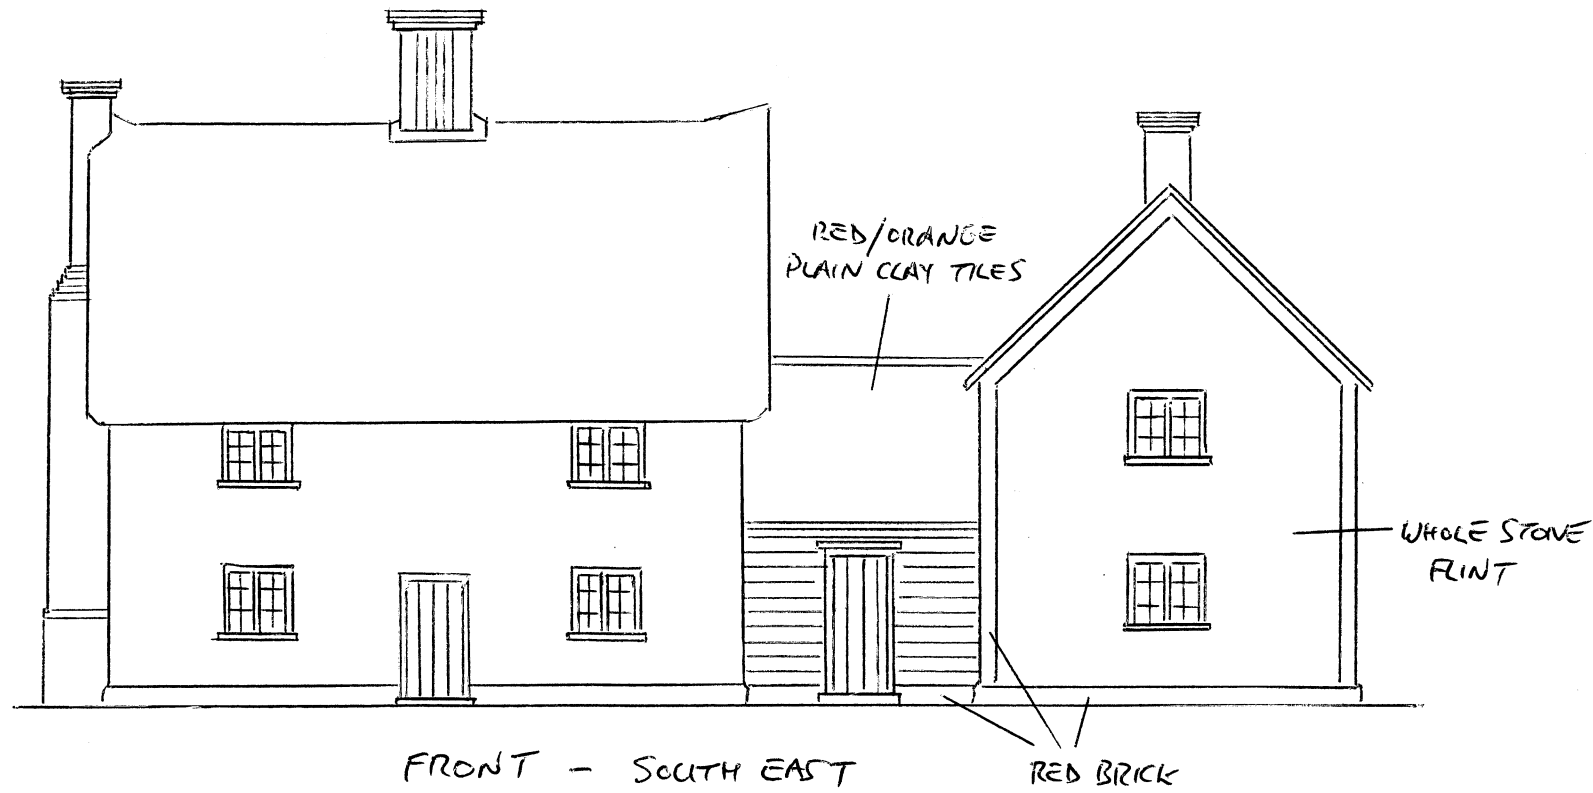 RED/ORANGE
PLAIN CLAY TILES
WHOLE STONE
FLINT
RED BRICK
FRONT - SOUTH EAST